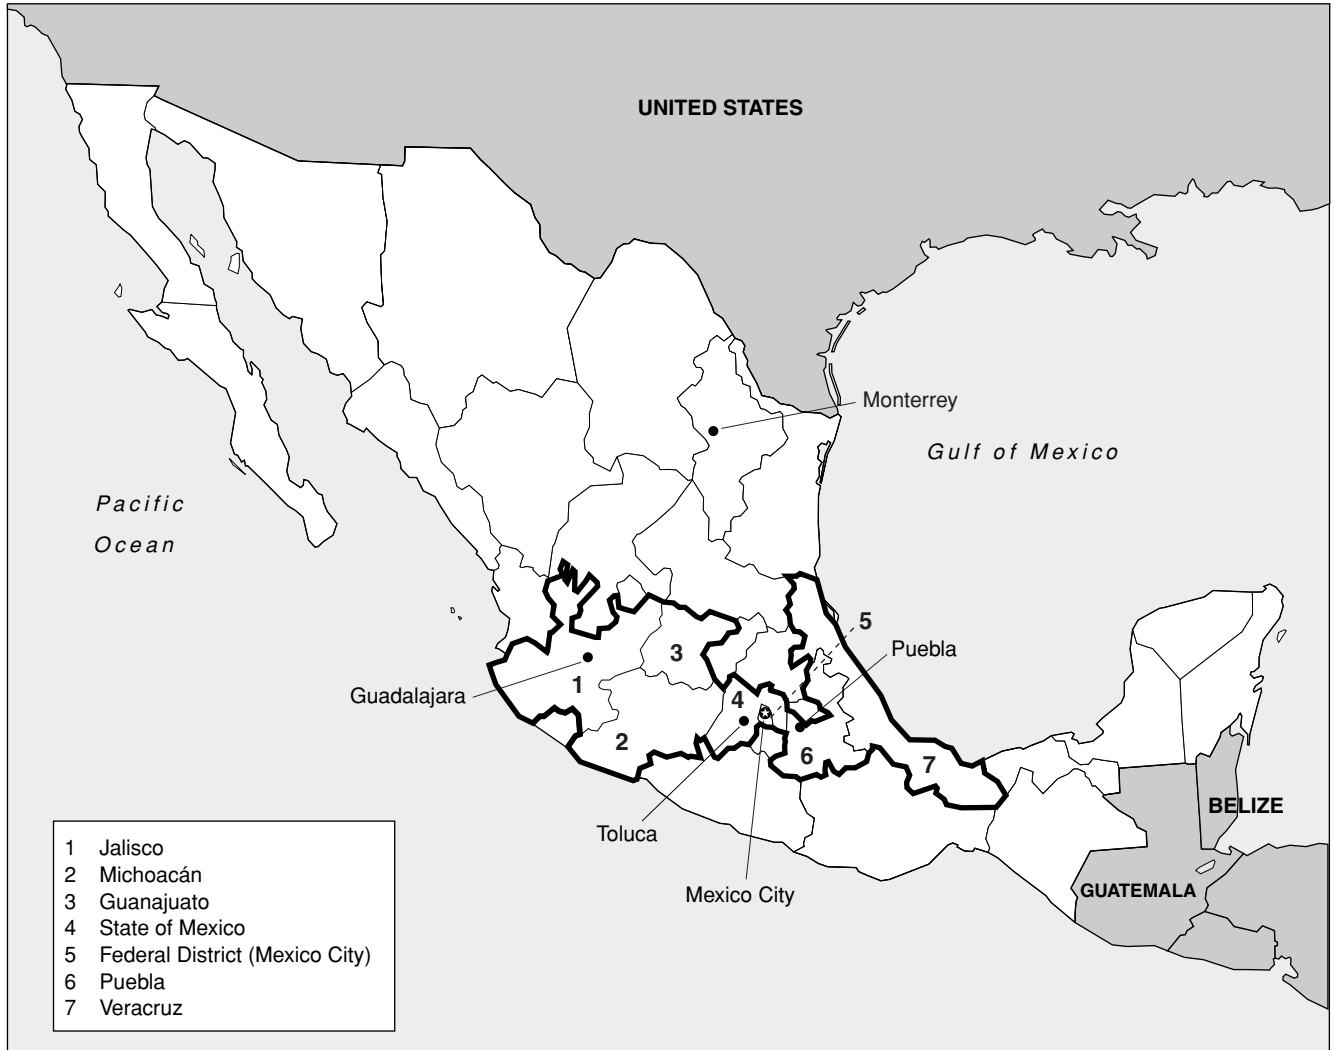 UNITED STATES
Monterrey
Gulf of Mexico
Pacific
Ocean
5
Puebla
3
1
Guadalajara
4
2
6
7
BELIZE
Toluca
Mexico City
GUATEMALA
1 Jalisco
2 Michoacán
3 Guanajuato
4 State of Mexico
5 Federal District (Mexico City)
6 Puebla
7 Veracruz